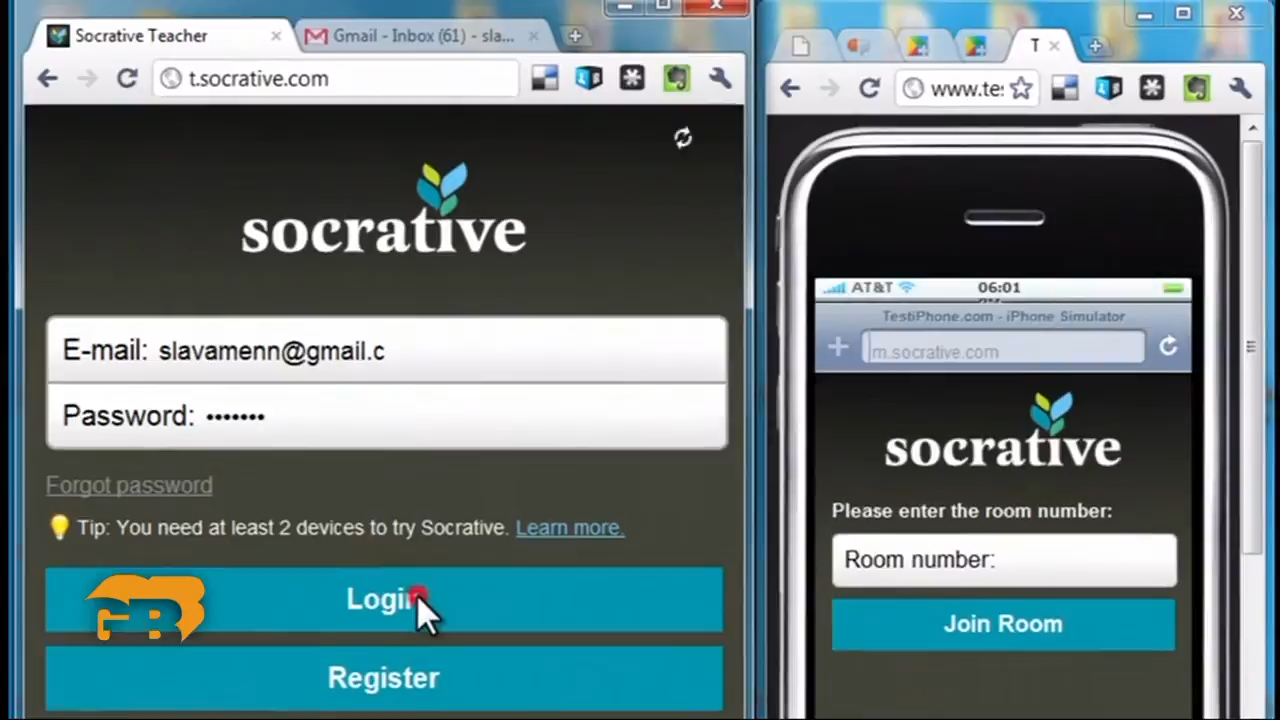 Socrative Teacher
Gmail - Inbox (61) - sla...
t.socrative.com
socrative
E-mail: slavamenn@gmail.c
Password: •••••••
Forgot password
Tip: You need at least 2 devices to try Socrative. Learn more.
Login
GB
Register
T
www.te
AT&T
06:01
TestiPhone.com - iPhone Simulator
m.socrative.com
socrative
Please enter the room number:
Room number:
Join Room